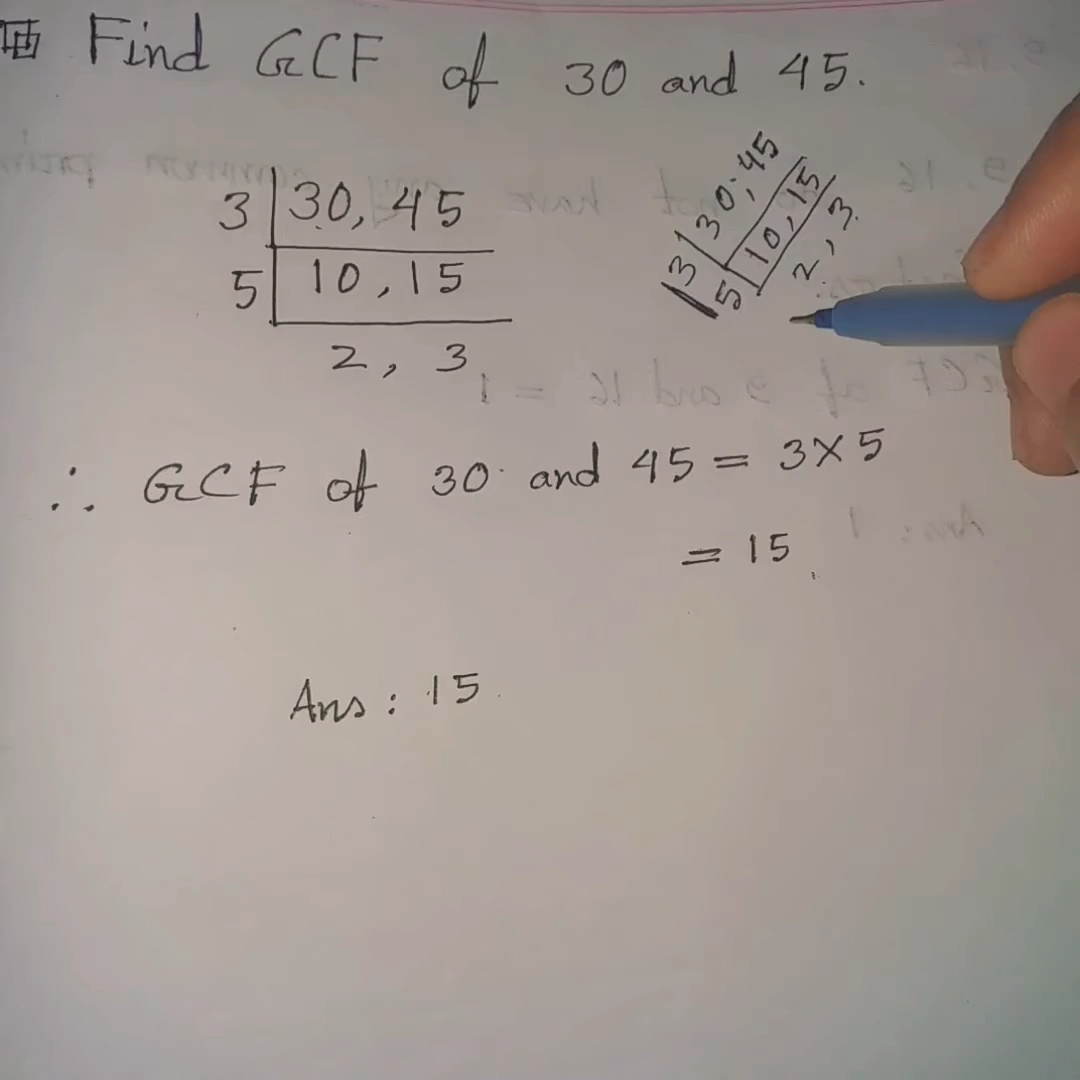 Find GCF of 30 and 45.
3 | 30, 45
5 | 10, 15
2, 3
3 | 30, 45
5 | 10, 15
2, 3
∴ GCF of 30 and 45 = 3×5
= 15
Ans: 15